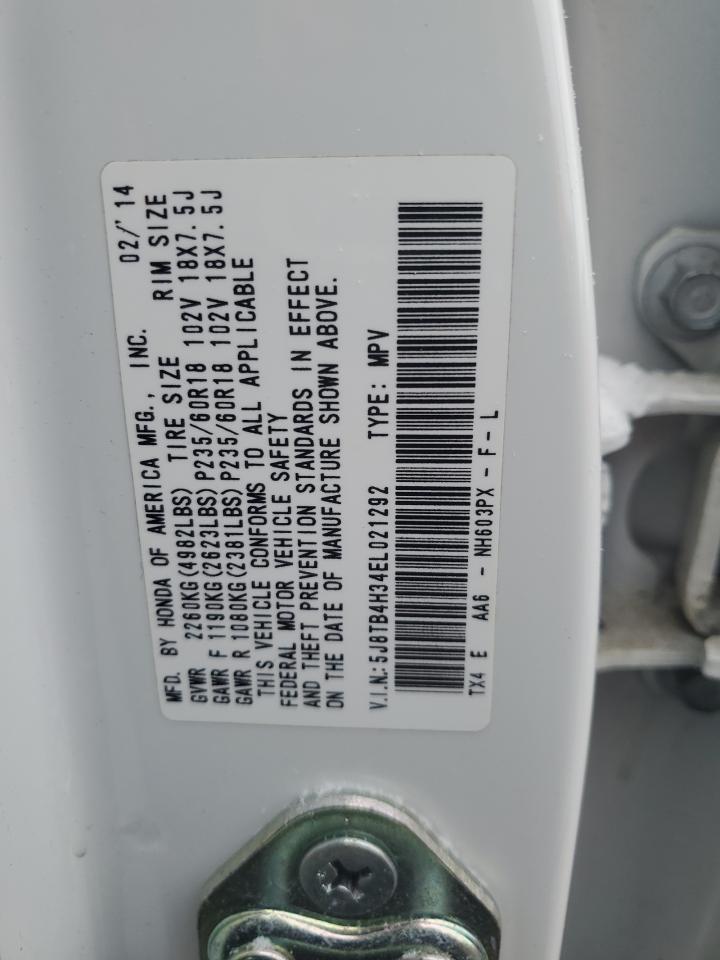 MFD. BY HONDA OF AMERICA MFG., INC. 02/'14
GVWR 2260KG(4982LBS) TIRE SIZE RIM SIZE
GAWR F 1190KG(2623LBS) P235/60R18 102V 18X7.5J
GAWR R 1080KG(2381LBS) P235/60R18 102V 18X7.5J
THIS VEHICLE CONFORMS TO ALL APPLICABLE
FEDERAL MOTOR VEHICLE SAFETY
AND THEFT PREVENTION STANDARDS IN EFFECT
ON THE DATE OF MANUFACTURE SHOWN ABOVE.
V.I.N.: 5J8TB4H34EL021292 TYPE: MPV
TX4 E AA6 - NH603PX - F - L